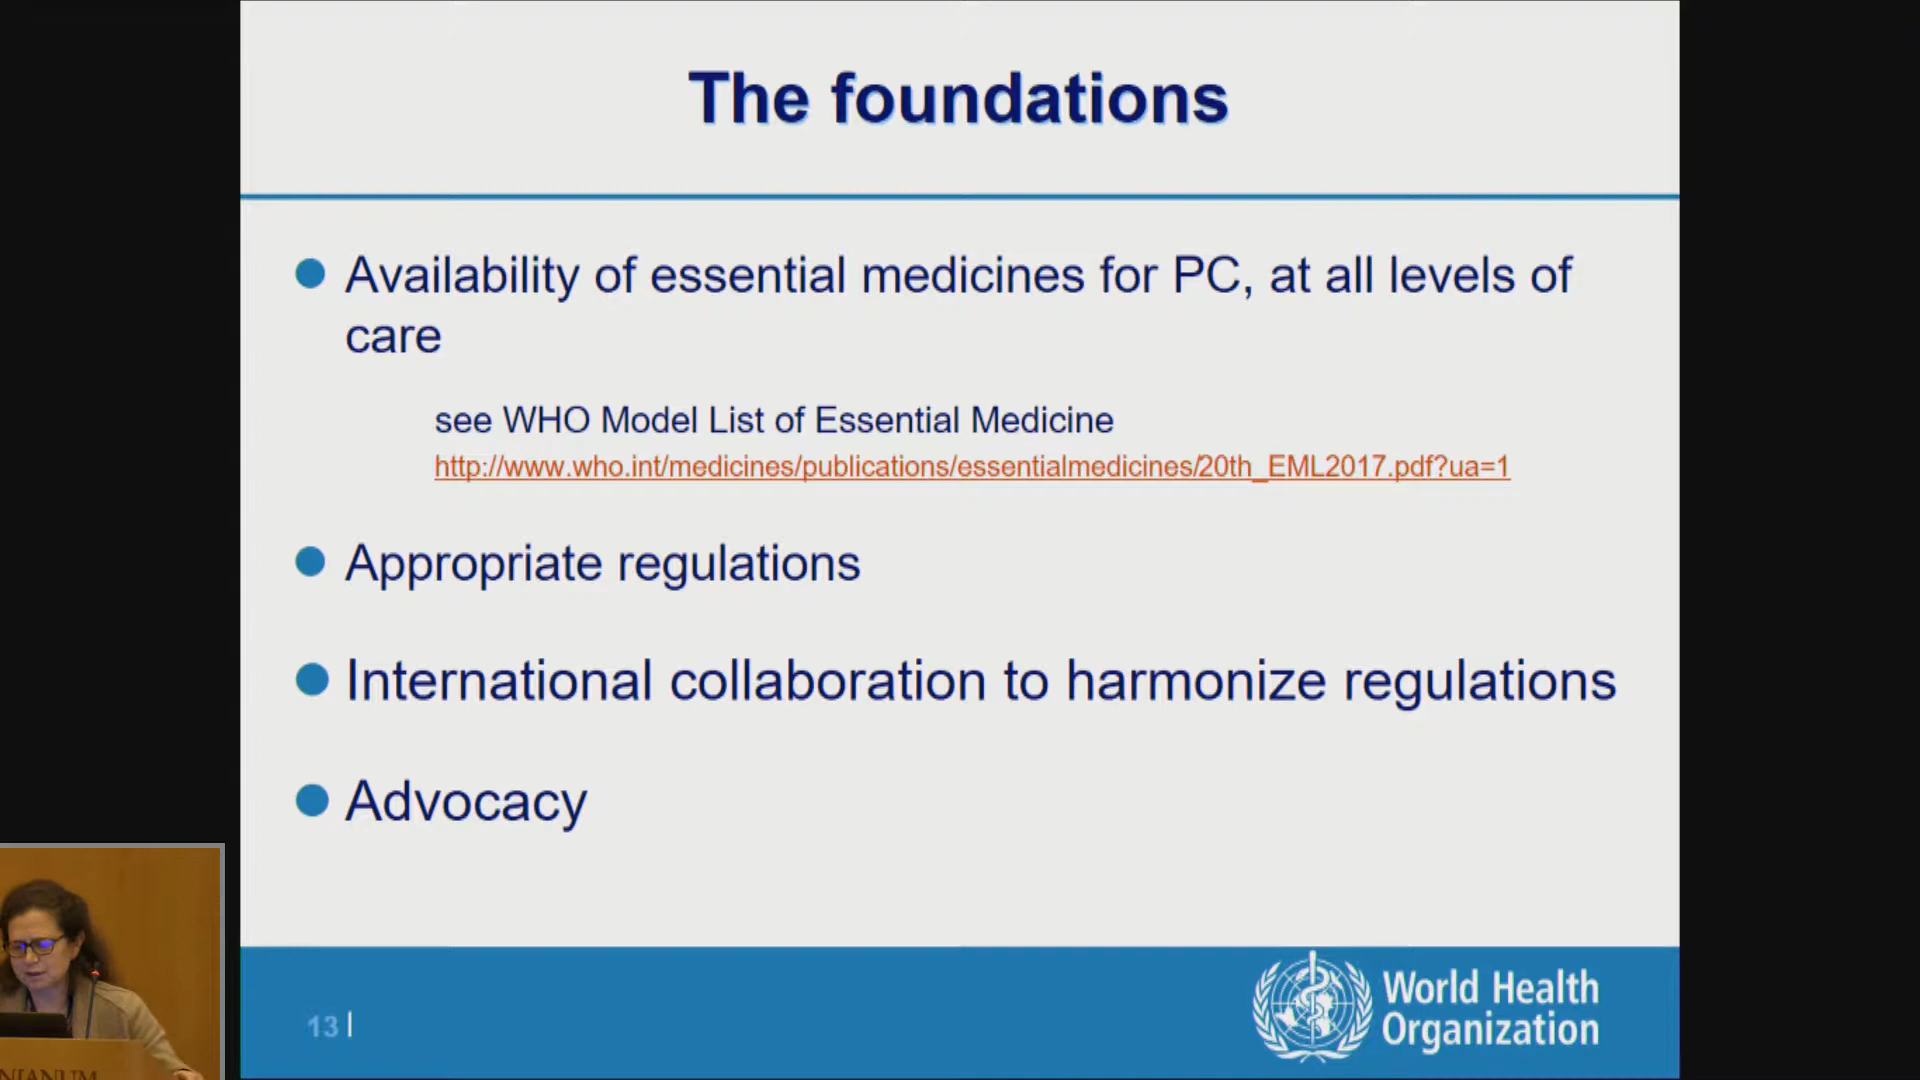 The foundations
Availability of essential medicines for PC, at all levels of
care
see WHO Model List of Essential Medicine
http://www.who.int/medicines/publications/essentialmedicines/20th_EML2017.pdf?ua=1
Appropriate regulations
International collaboration to harmonize regulations
Advocacy
13 |
World Health
Organization